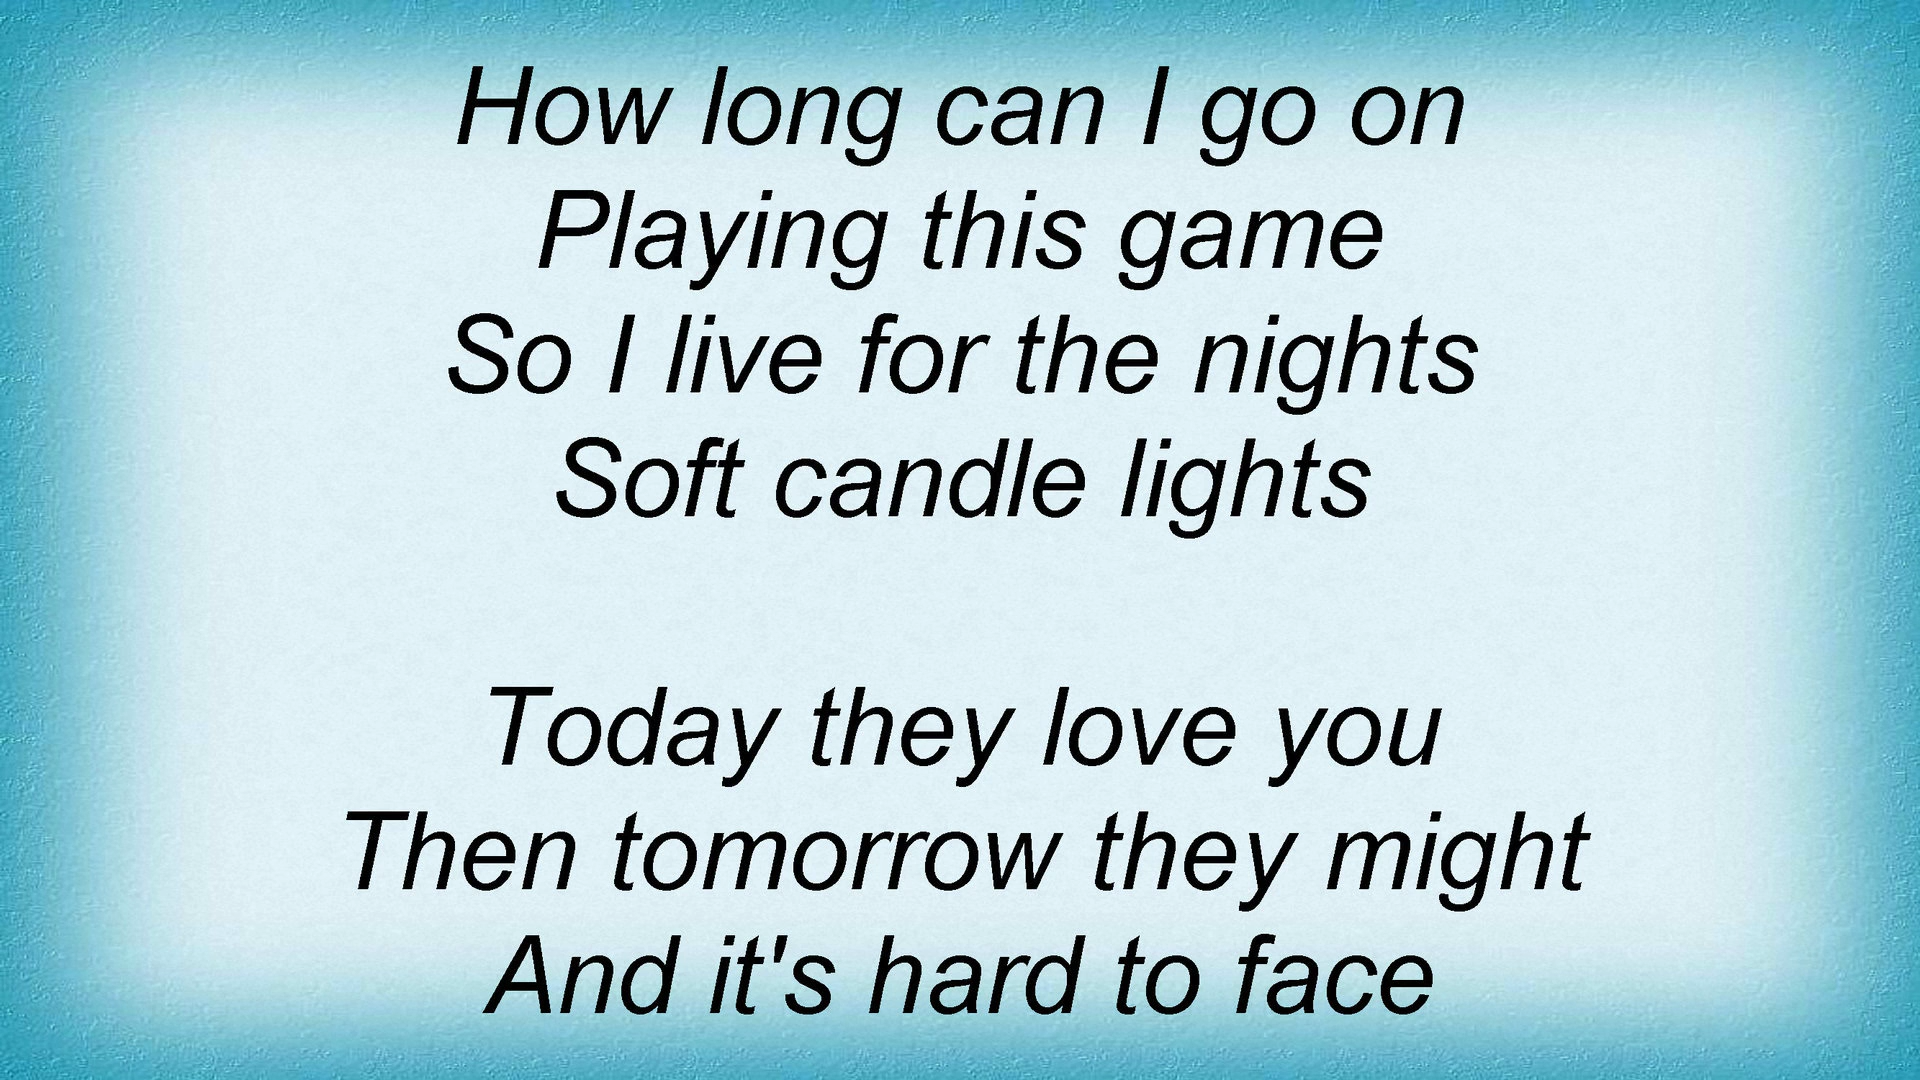 How long can I go on
Playing this game
So I live for the nights
Soft candle lights
Today they love you
Then tomorrow they might
And it's hard to face